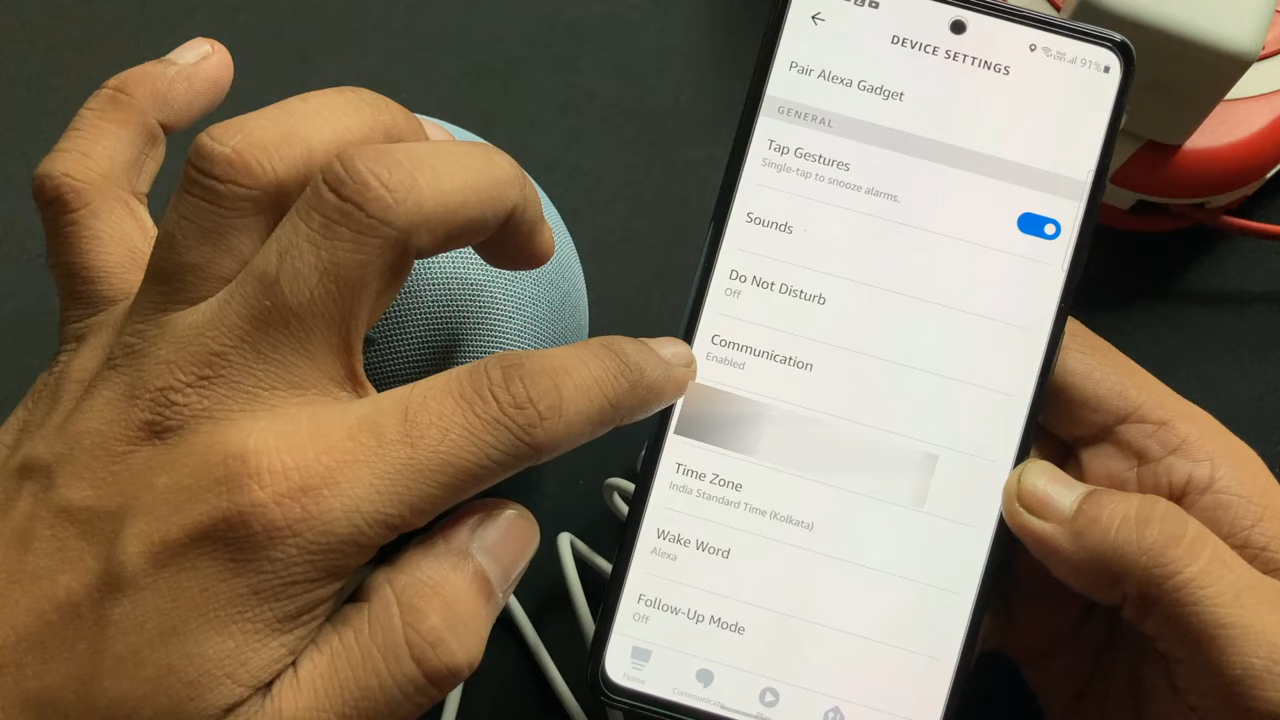 91%
DEVICE SETTINGS
Pair Alexa Gadget
GENERAL
Tap Gestures
Single-tap to snooze alarms.
Sounds
Do Not Disturb
Off
Communication
Enabled
Time Zone
India Standard Time (Kolkata)
Wake Word
Alexa
Follow-Up Mode
Off
Home
Communicate